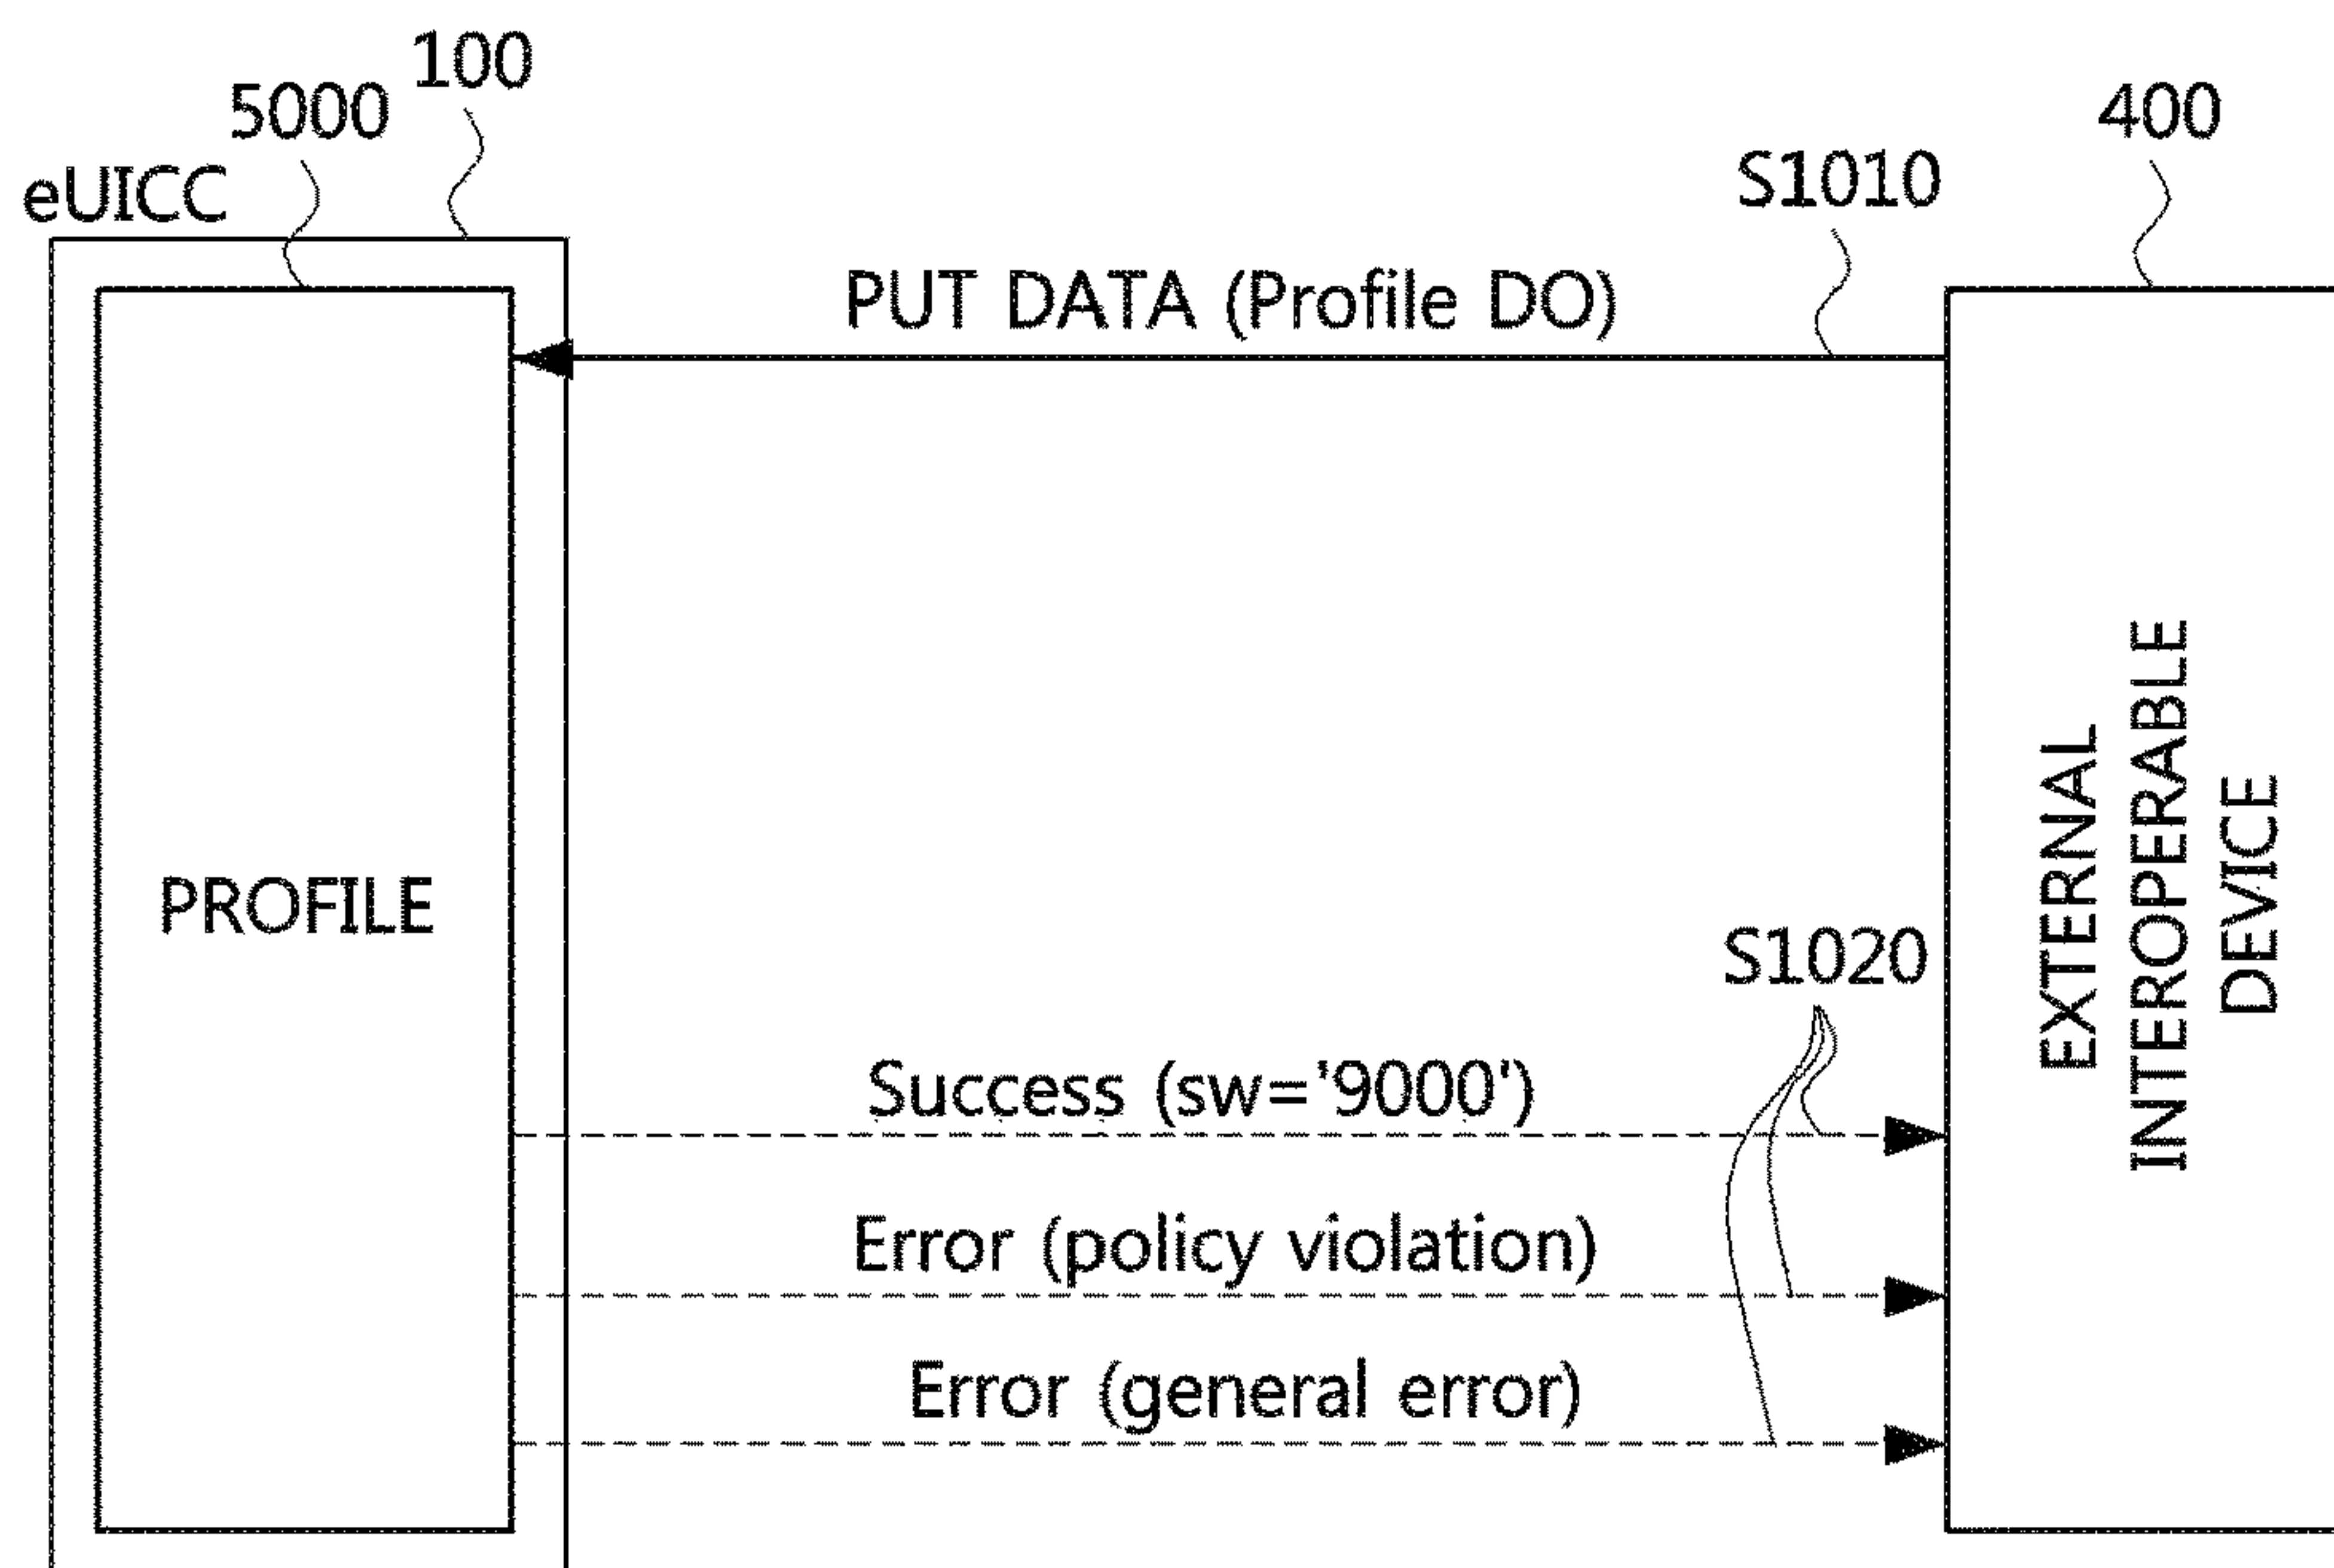 100
5000
400
eUICC
S1010
PUT DATA (Profile DO)
PROFILE
EXTERNAL
INTEROPERABLE
DEVICE
S1020
Success (sw='9000')
Error (policy violation)
Error (general error)